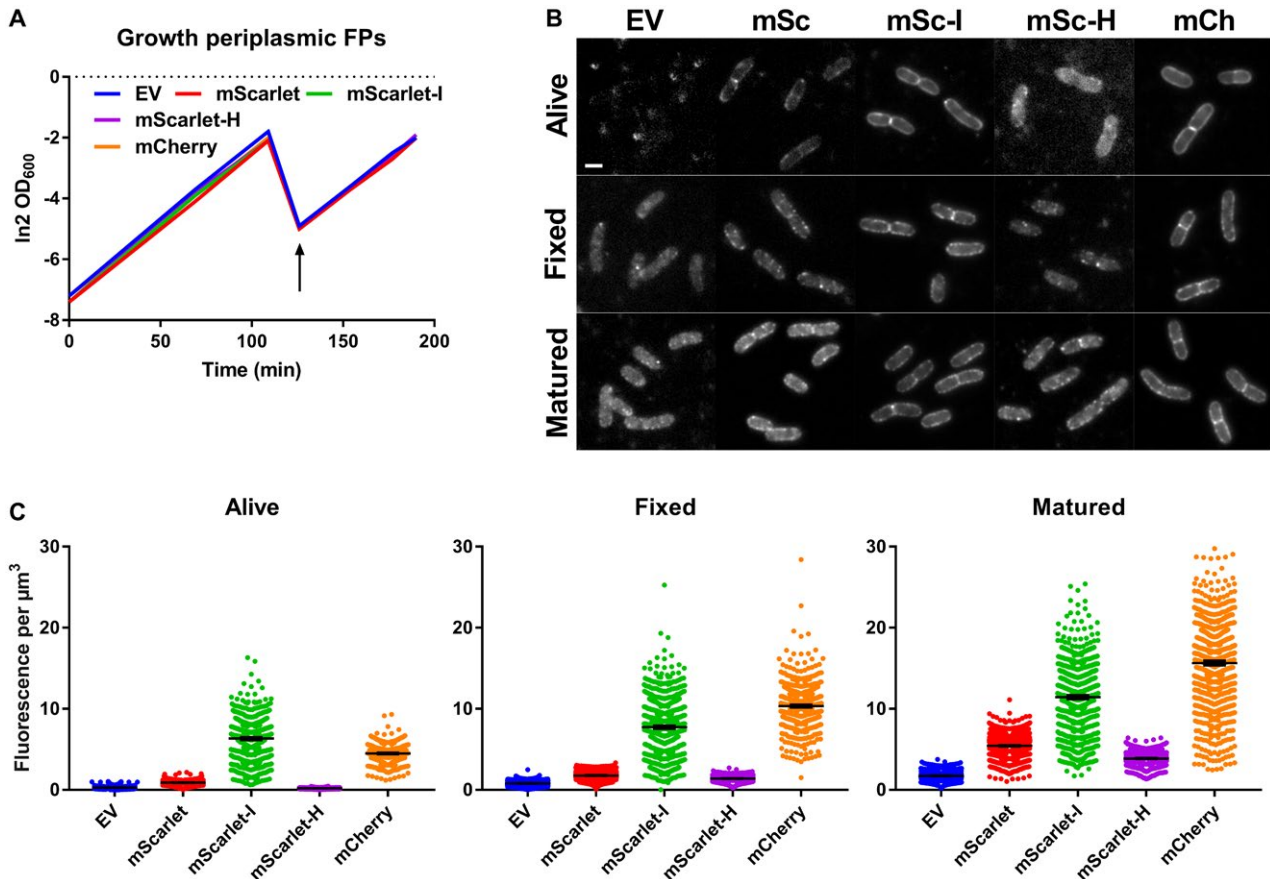 A
Growth periplasmic FPs
0
-2
-4
-6
-8
ln2 OD600
EV mScarlet mScarlet-I
mScarlet-H
mCherry
0 50 100 150 200
Time (min)
B
EV mSc mSc-I mSc-H mCh
Alive
Fixed
Matured
C
Alive
Fluorescence per µm³
30
20
10
0
EV mScarlet mScarlet-I mScarlet-H mCherry
Fixed
30
20
10
0
EV mScarlet mScarlet-I mScarlet-H mCherry
Matured
30
20
10
0
EV mScarlet mScarlet-I mScarlet-H mCherry